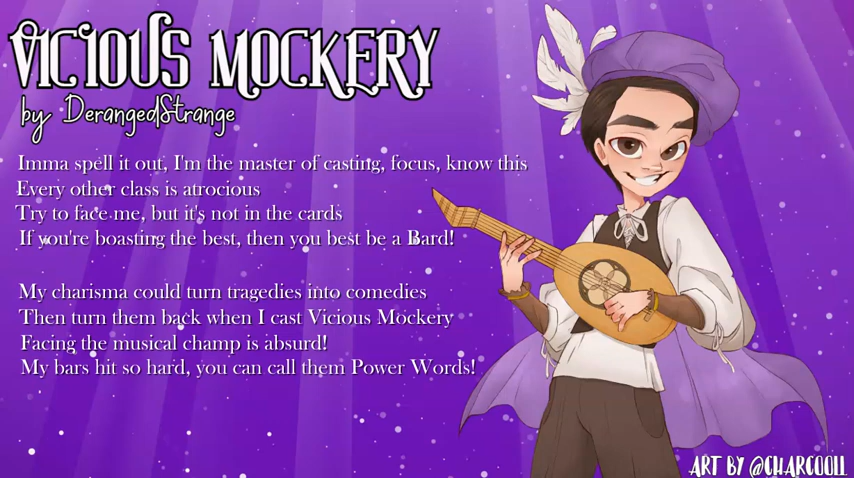 VICIOUS MOCKERY
by DerangedStrange
Imma spell it out, I'm the master of casting, focus, know this
Every other class is atrocious
Try to face me, but it's not in the cards
If you're boasting the best, then you best be a Bard!
My charisma could turn tragedies into comedies
Then turn them back when I cast Vicious Mockery
Facing the musical champ is absurd!
My bars hit so hard, you can call them Power Words!
ART BY @CHARCOOLL